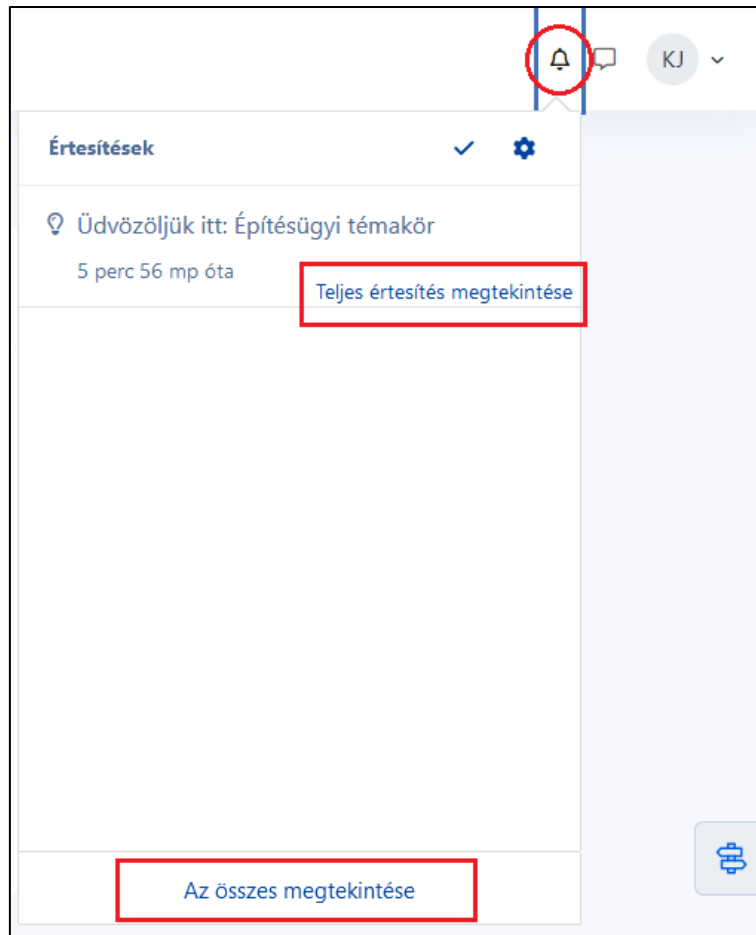 KJ
Értesítések
Üdvözöljük itt: Építésügyi témakör
5 perc 56 mp óta
Teljes értesítés megtekintése
Az összes megtekintése